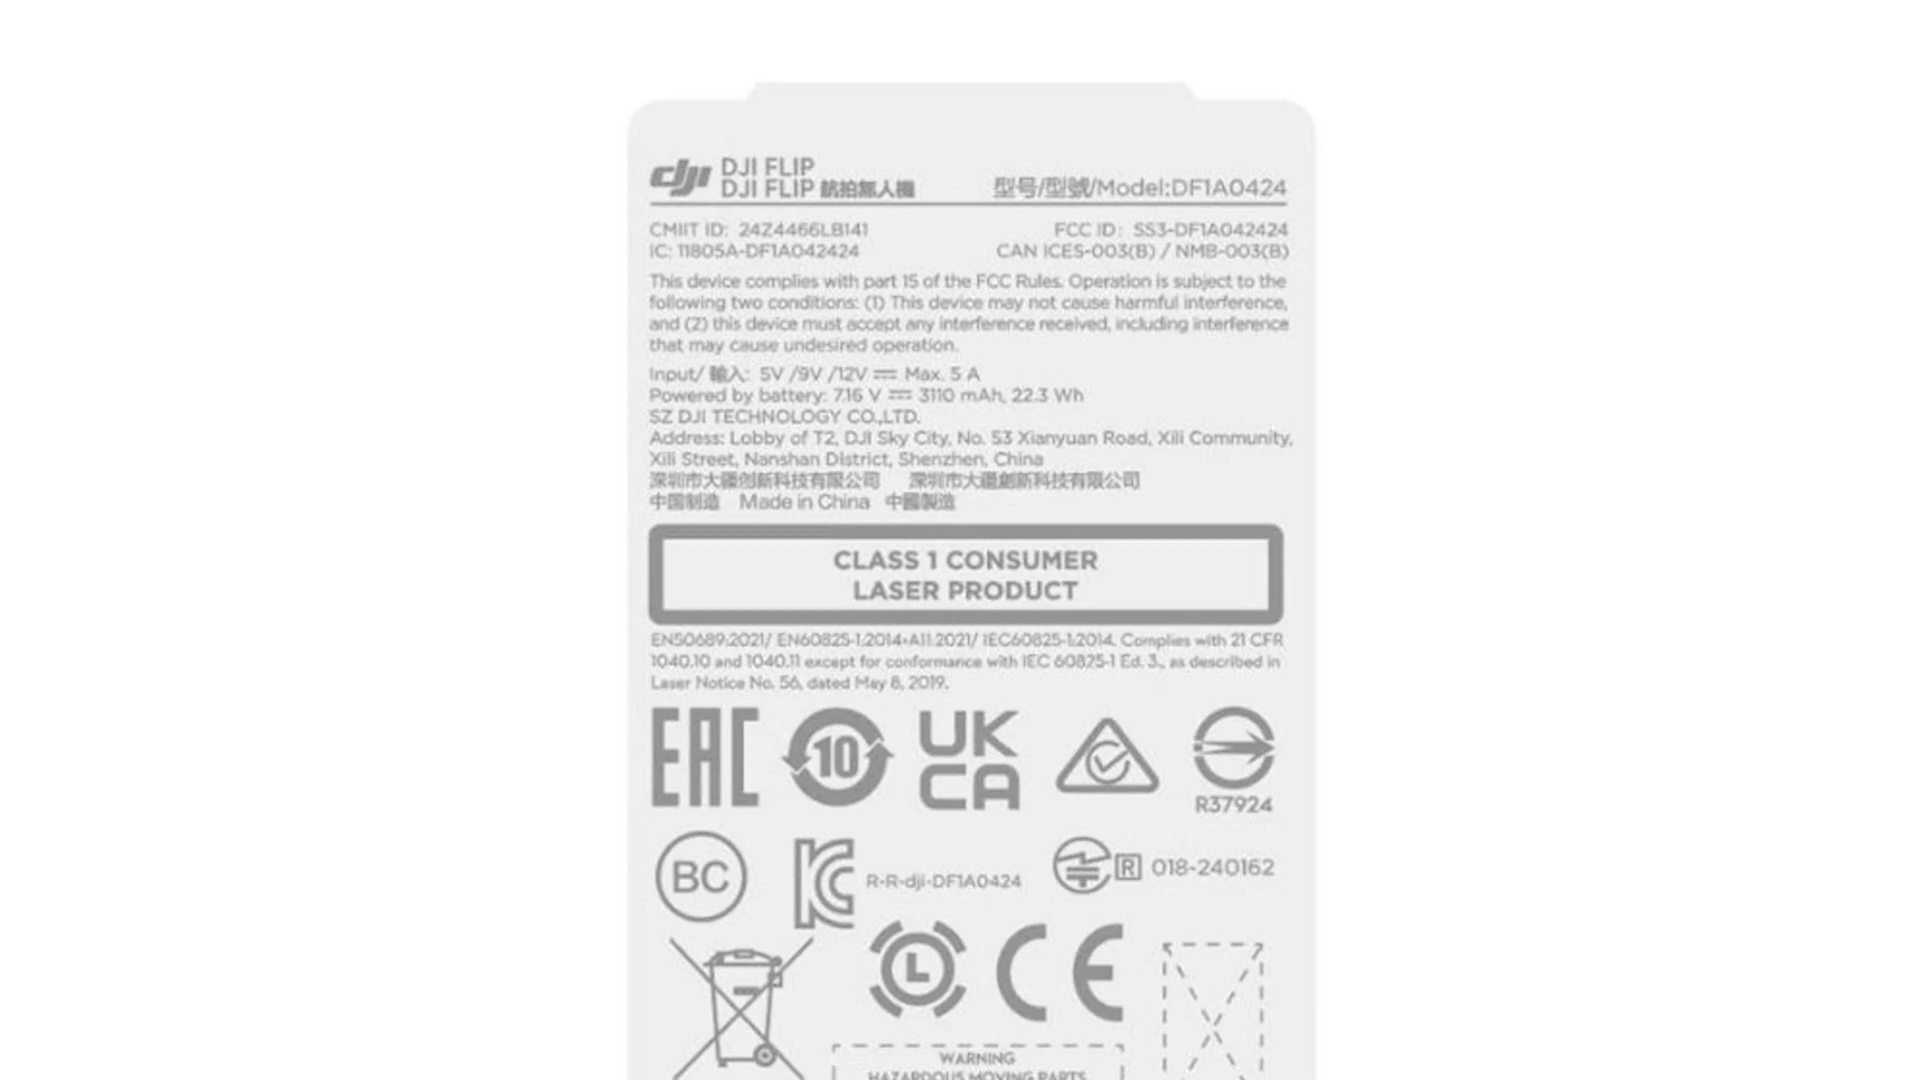 dji DJI FLIP
DJI FLIP 航拍無人機
型号/型號/Model:DF1A0424
CMIIT ID: 24Z4466LB141
FCC ID: SS3-DF1A042424
IC: 11805A-DF1A042424
CAN ICES-003(B) / NMB-003(B)
This device complies with part 15 of the FCC Rules. Operation is subject to the
following two conditions: (1) This device may not cause harmful interference,
and (2) this device must accept any interference received, including interference
that may cause undesired operation.
Input/ 輸入: 5V /9V /12V ⎓ Max. 5 A
Powered by battery: 7.16 V ⎓ 3110 mAh, 22.3 Wh
SZ DJI TECHNOLOGY CO.,LTD.
Address: Lobby of T2, DJI Sky City, No. 53 Xianyuan Road, Xili Community,
Xili Street, Nanshan District, Shenzhen, China
深圳市大疆创新科技有限公司 深圳市大疆創新科技有限公司
中国制造 Made in China 中國製造
CLASS 1 CONSUMER
LASER PRODUCT
EN50689:2021/ EN60825-1:2014+A11:2021/ IEC60825-1:2014. Complies with 21 CFR
1040.10 and 1040.11 except for conformance with IEC 60825-1 Ed. 3., as described in
Laser Notice No. 56, dated May 8, 2019.
EAC
10
UK
CA
R37924
BC
KC
R-R-dji-DF1A0424
R 018-240162
L
CE
WARNING
HAZARDOUS MOVING PARTS